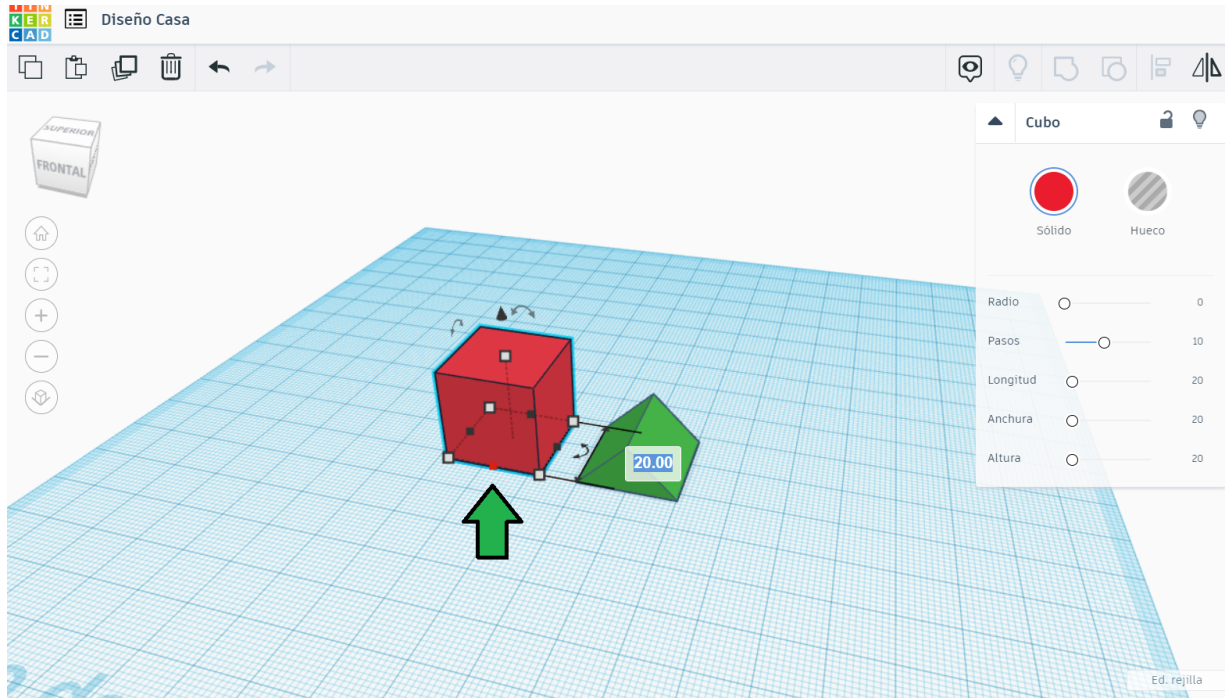 TIN
KER
CAD
Diseño Casa
SUPERIOR
FRONTAL
Cubo
Sólido
Hueco
Radio 0
Pasos 10
Longitud 20
Anchura 20
Altura 20
20.00
Ed. rejilla